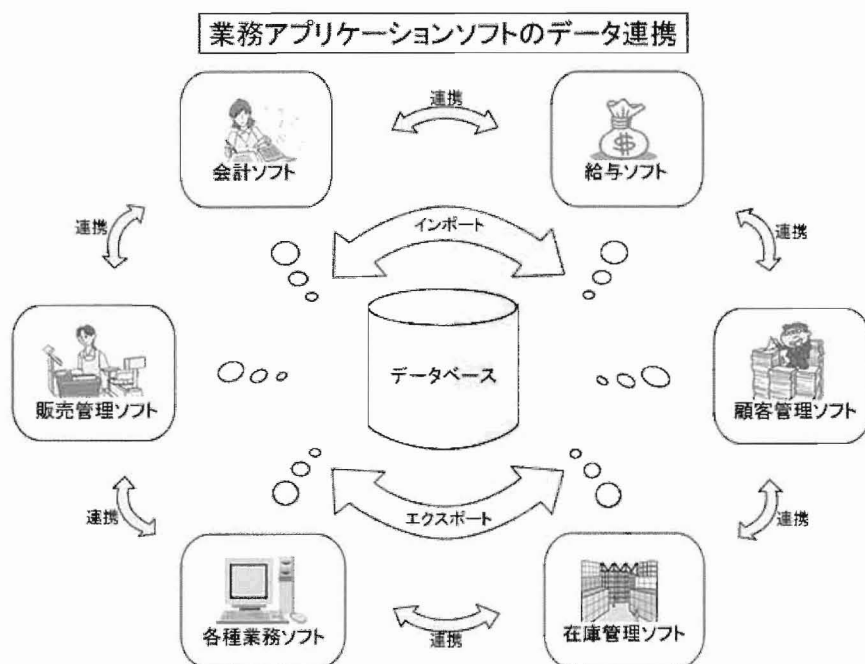 業務アプリケーションソフトのデータ連携
連携
会計ソフト
給与ソフト
連携
インポート
連携
データベース
販売管理ソフト
顧客管理ソフト
連携
エクスポート
連携
各種業務ソフト
連携
在庫管理ソフト